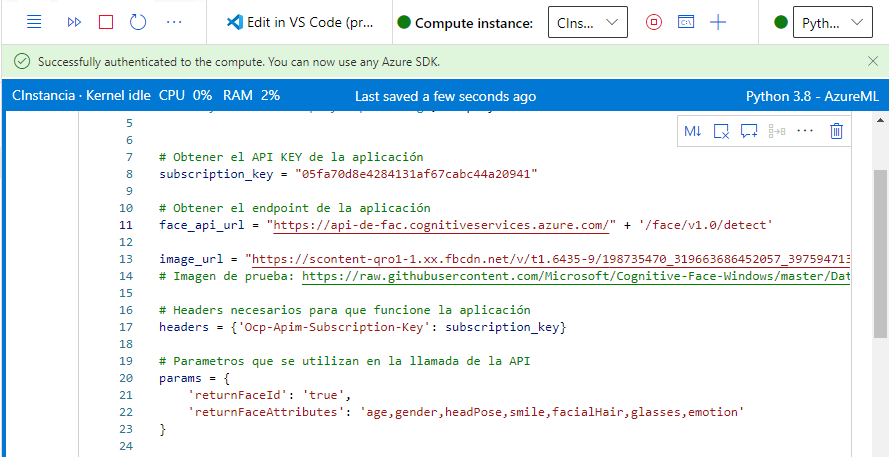 Edit in VS Code (pr...
Compute instance:
CIns...
Pyth...
Successfully authenticated to the compute. You can now use any Azure SDK.
CInstancia · Kernel idle CPU 0% RAM 2%
Last saved a few seconds ago
Python 3.8 - AzureML
M↓
5
6
7 # Obtener el API KEY de la aplicación
8 subscription_key = "05fa70d8e4284131af67cabc44a20941"
9
10 # Obtener el endpoint de la aplicación
11 face_api_url = "https://api-de-fac.cognitiveservices.azure.com/" + '/face/v1.0/detect'
12
13 image_url = "https://scontent-qro1-1.xx.fbcdn.net/v/t1.6435-9/198735470_319663686452057_397594713
14 # Imagen de prueba: https://raw.githubusercontent.com/Microsoft/Cognitive-Face-Windows/master/Dat
15
16 # Headers necesarios para que funcione la aplicación
17 headers = {'Ocp-Apim-Subscription-Key': subscription_key}
18
19 # Parametros que se utilizan en la llamada de la API
20 params = {
21 'returnFaceId': 'true',
22 'returnFaceAttributes': 'age,gender,headPose,smile,facialHair,glasses,emotion'
23 }
24